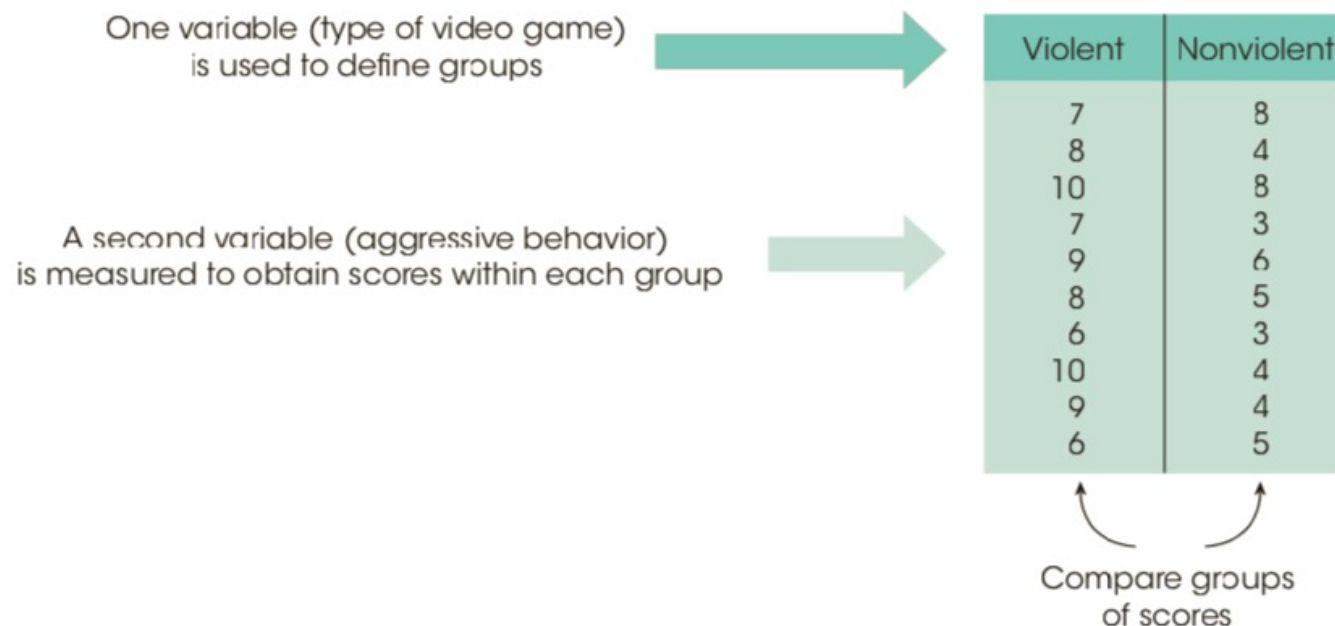 One variable (type of video game)
is used to define groups
Violent Nonviolent
7 8
8 4
10 8
7 3
A second variable (aggressive behavior)
is measured to obtain scores within each group
9 6
8 5
6 3
10 4
9 4
6 5
Compare groups
of scores